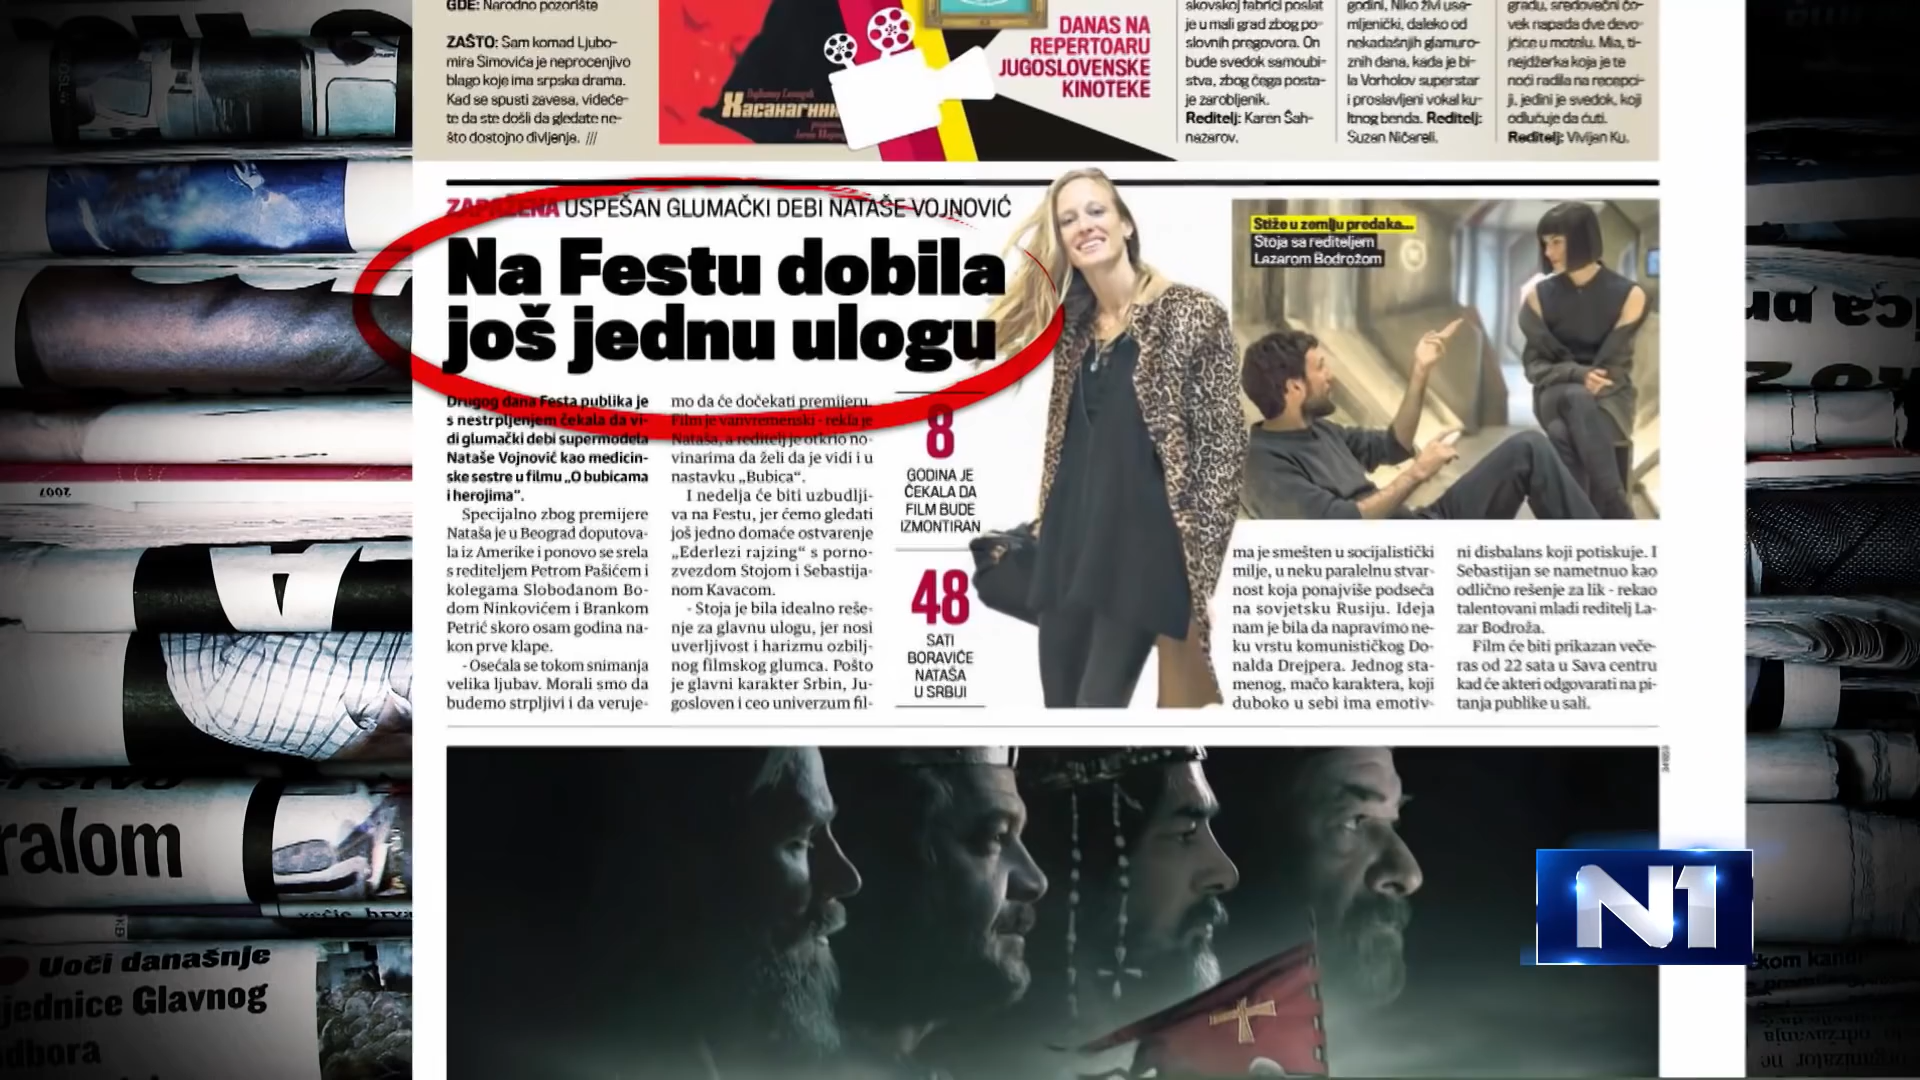 GDE: Narodno pozorište
ZAŠTO: Sam komad Ljubo-
mira Simovića je neprocenjivo
blago koje ima srpska drama.
Kad se spusti zavesa, videće-
te da ste došli da gledate ne-
što dostojno divljenja. ///
Хасанагиница
DANAS NA
REPERTOARU
JUGOSLOVENSKE
KINOTEKE
skovskoj fabrici poslat
je u mali grad zbog po-
slovnih pregovora. On
bude svedok samoubi-
stva, zbog čega posta-
je zarobljenik.
Reditelj: Karen Šah-
nazarov.
godini, Niko živi usa-
mljenički, daleko od
nekadašnjih glamuro-
znih dana, kada je bi-
la Vorholov superstar
i proslavljeni vokal ku-
ltnog benda. Reditelj:
Suzan Ničareli.
gradu, sredovečni čo-
vek napada dve devo-
jčice u motelu. Mia, ti-
nejdžerka koja je te
noći radila na recepci-
ji, jedini je svedok, koji
odlučuje da ćuti.
Reditelj: Vivijan Ku.
ZAPAŽENA USPEŠAN GLUMAČKI DEBI NATAŠE VOJNOVIĆ
Na Festu dobila
još jednu ulogu
Drugog dana Festa publika je
s nestrpljenjem čekala da vi-
di glumački debi supermodela
Nataše Vojnović kao medicin-
ske sestre u filmu „O bubicama
i herojima“.
Specijalno zbog premijere
Nataša je u Beograd doputova-
la iz Amerike i ponovo se srela
s rediteljem Petrom Pašićem i
kolegama Slobodanom Bo-
dom Ninkovićem i Brankom
Petrić skoro osam godina na-
kon prve klape.
- Osećala se tokom snimanja
velika ljubav. Morali smo da
budemo strpljivi i da veruje-
mo da će dočekati premijeru.
Film je vanvremenski - rekla je
Nataša, a reditelj je otkrio no-
vinarima da želi da je vidi i u
nastavku „Bubica“.
I nedelja će biti uzbudlji-
va na Festu, jer ćemo gledati
još jedno domaće ostvarenje
„Ederlezi rajzing“ s porno-
zvezdom Stojom i Sebastija-
nom Kavacom.
- Stoja je bila idealno reše-
nje za glavnu ulogu, jer nosi
uverljivost i harizmu ozbilj-
nog filmskog glumca. Pošto
je glavni karakter Srbin, Ju-
gosloven i ceo univerzum fil-
8
GODINA JE
ČEKALA DA
FILM BUDE
IZMONTIRAN
48
SATI
BORAVIĆE
NATAŠA
U SRBIJI
Stiže u zemlju predaka...
Stoja sa rediteljem
Lazarom Bodrožom
ma je smešten u socijalistički
milje, u neku paralelnu stvar-
nost koja ponajviše podseća
na sovjetsku Rusiju. Ideja
nam je bila da napravimo ne-
ku vrstu komunističkog Do-
nalda Drejpera. Jednog sta-
menog, mačo karaktera, koji
duboko u sebi ima emotiv-
ni disbalans koji potiskuje. I
Sebastijan se nametnuo kao
odlično rešenje za lik - rekao
talentovani mladi reditelj La-
zar Bodroža.
Film će biti prikazan veče-
ras od 22 sata u Sava centru
kad će akteri odgovarati na pi-
tanja publike u sali.
N1
2007
ralom
Uoči današnje
jednice Glavnog
dbora